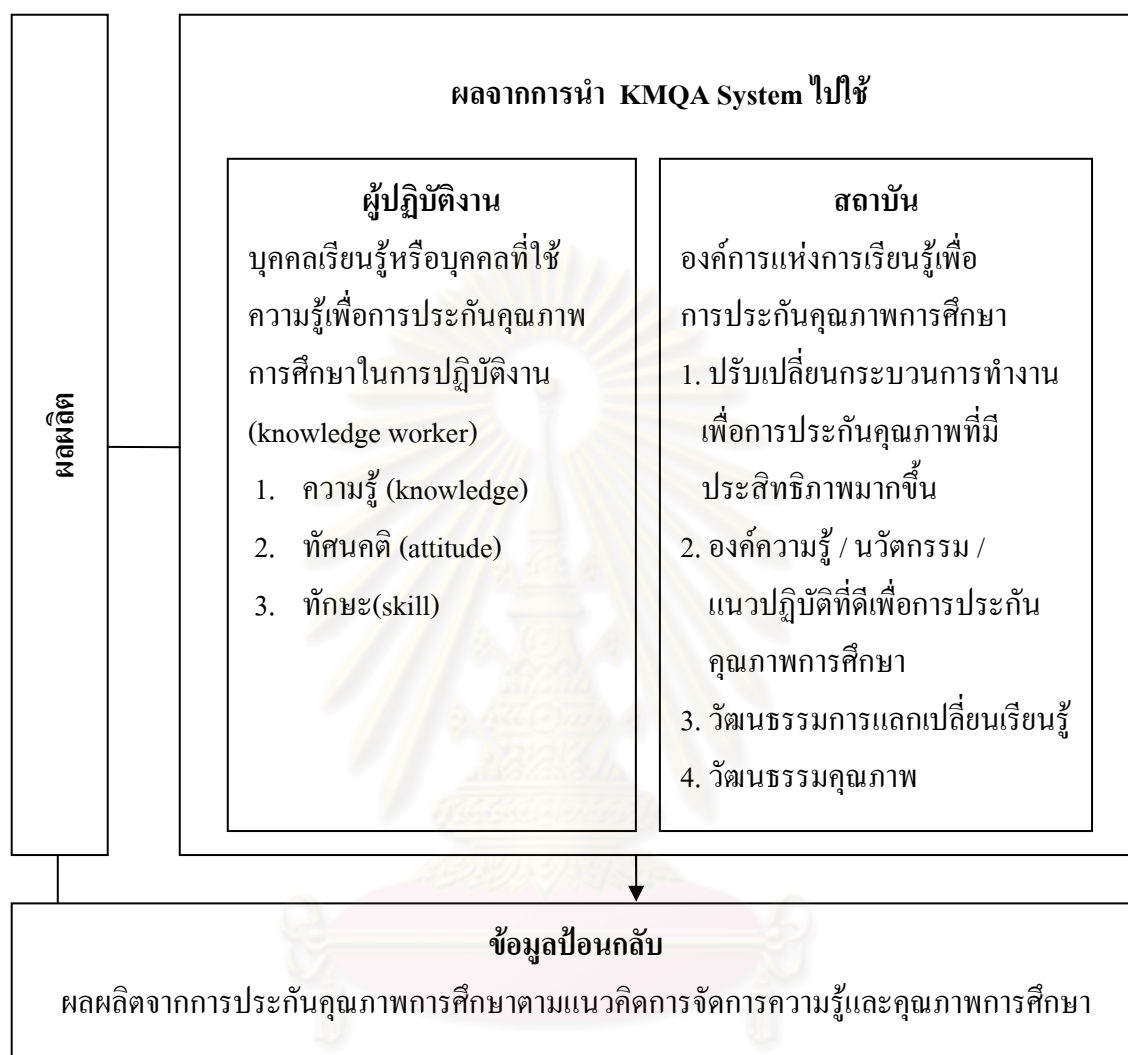 ผลผลิต
ผลจากการนำ KMQA System ไปใช้
ผู้ปฏิบัติงาน
บุคคลเรียนรู้หรือบุคคลที่ใช้
ความรู้เพื่อการประกันคุณภาพ
การศึกษาในการปฏิบัติงาน
(knowledge worker)
1. ความรู้ (knowledge)
2. ทัศนคติ (attitude)
3. ทักษะ(skill)
สถาบัน
องค์การแห่งการเรียนรู้เพื่อ
การประกันคุณภาพการศึกษา
1. ปรับเปลี่ยนกระบวนการทำงาน
เพื่อการประกันคุณภาพที่มี
ประสิทธิภาพมากขึ้น
2. องค์ความรู้ / นวัตกรรม /
แนวปฏิบัติที่ดีเพื่อการประกัน
คุณภาพการศึกษา
3. วัฒนธรรมการแลกเปลี่ยนเรียนรู้
4. วัฒนธรรมคุณภาพ
ข้อมูลป้อนกลับ
ผลผลิตจากการประกันคุณภาพการศึกษาตามแนวคิดการจัดการความรู้และคุณภาพการศึกษา